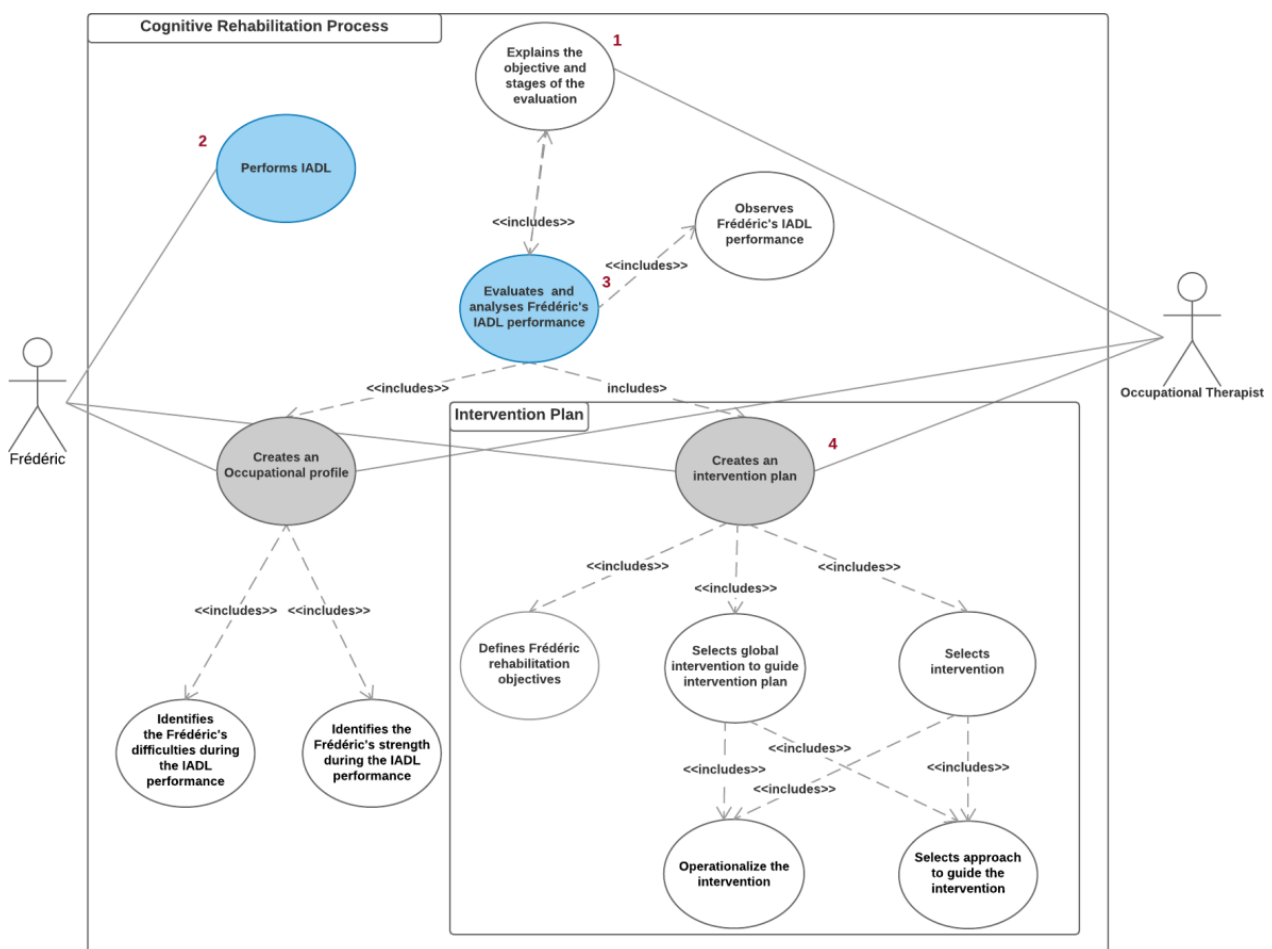 Cognitive Rehabilitation Process
1
Explains the
objective and
stages of the
evaluation
2
Performs IADL
<<includes>>
Observes
Frédéric's IADL
performance
<<includes>>
3
Evaluates and
analyses Frédéric's
IADL performance
Frédéric
Occupational Therapist
<<includes>>
includes>
Intervention Plan
Creates an
Occupational profile
4
Creates an
intervention plan
<<includes>>
<<includes>>
<<includes>>
<<includes>>
<<includes>>
Defines Frédéric
rehabilitation
objectives
Selects global
intervention to guide
intervention plan
Selects
intervention
Identifies
the Frédéric's
difficulties during
the IADL
performance
Identifies the
Frédéric's strength
during the IADL
performance
<<includes>>
<<includes>>
<<includes>>
<<includes>>
Operationalize the
intervention
Selects approach
to guide the
intervention